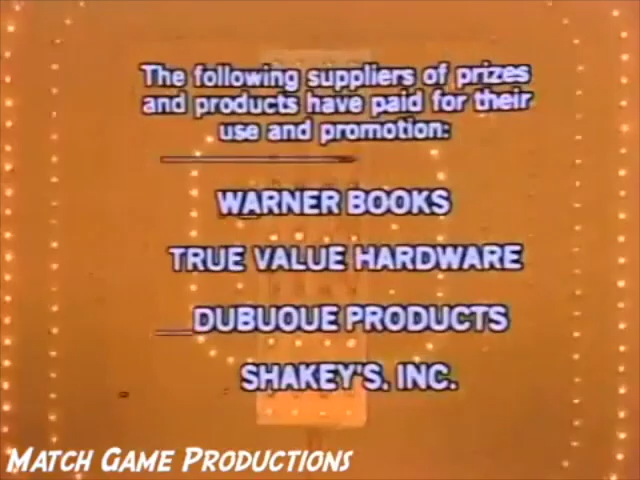 The following suppliers of prizes
and products have paid for their
use and promotion:
WARNER BOOKS
TRUE VALUE HARDWARE
DUBUQUE PRODUCTS
SHAKEY'S, INC.
MATCH GAME PRODUCTIONS